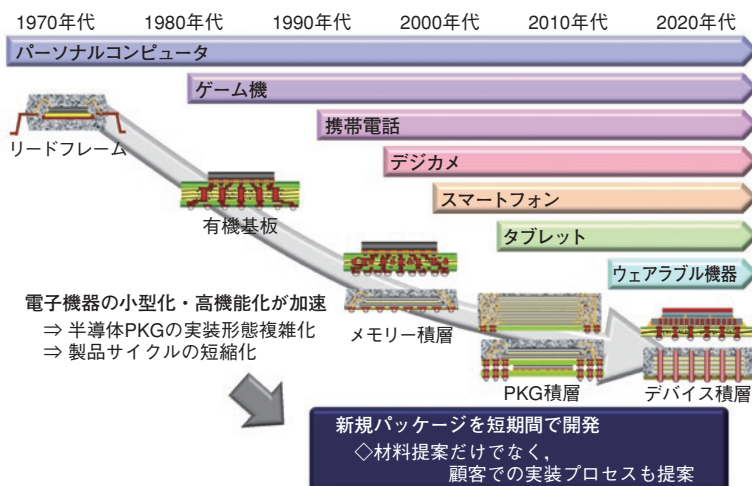 1970年代 1980年代 1990年代 2000年代 2010年代 2020年代
パーソナルコンピュータ
ゲーム機
携帯電話
デジカメ
スマートフォン
タブレット
ウェアラブル機器
リードフレーム
有機基板
メモリー積層
PKG積層
デバイス積層
電子機器の小型化・高機能化が加速
⇒ 半導体PKGの実装形態複雑化
⇒ 製品サイクルの短縮化
新規パッケージを短期間で開発
◇材料提案だけでなく,
顧客での実装プロセスも提案